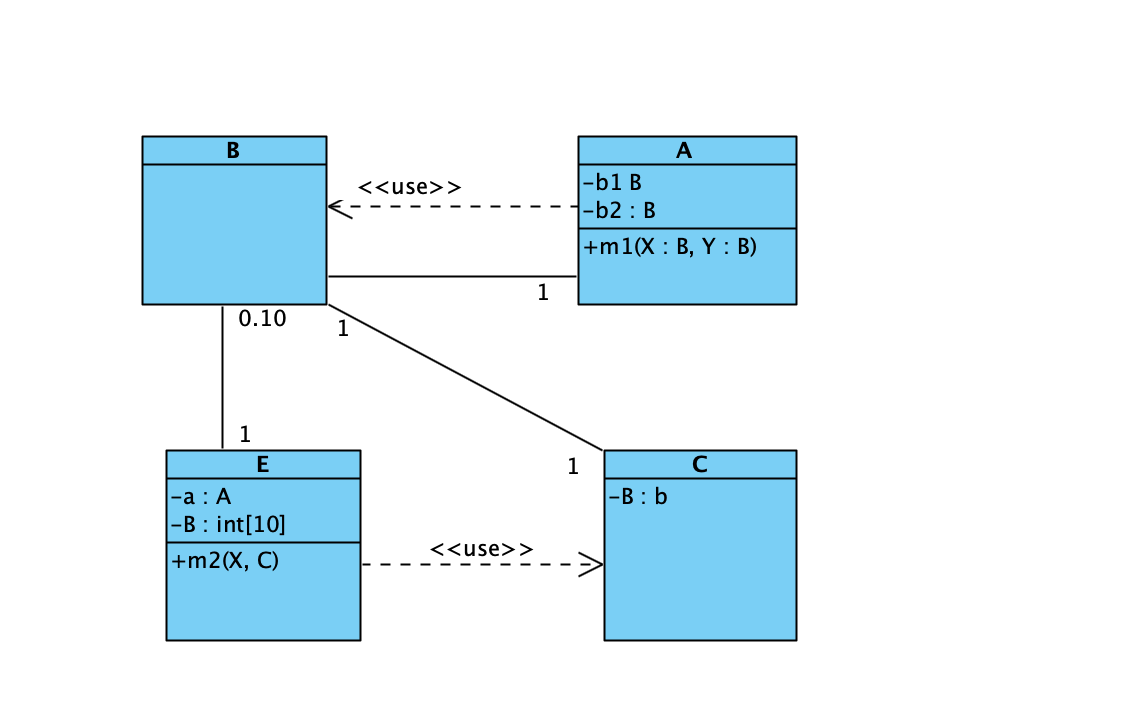 B
A
<<use>>
-b1 B
-b2 : B
+m1(X : B, Y : B)
1
0.10
1
1
E
C
1
-a : A
-B : int[10]
-B : b
<<use>>
+m2(X, C)